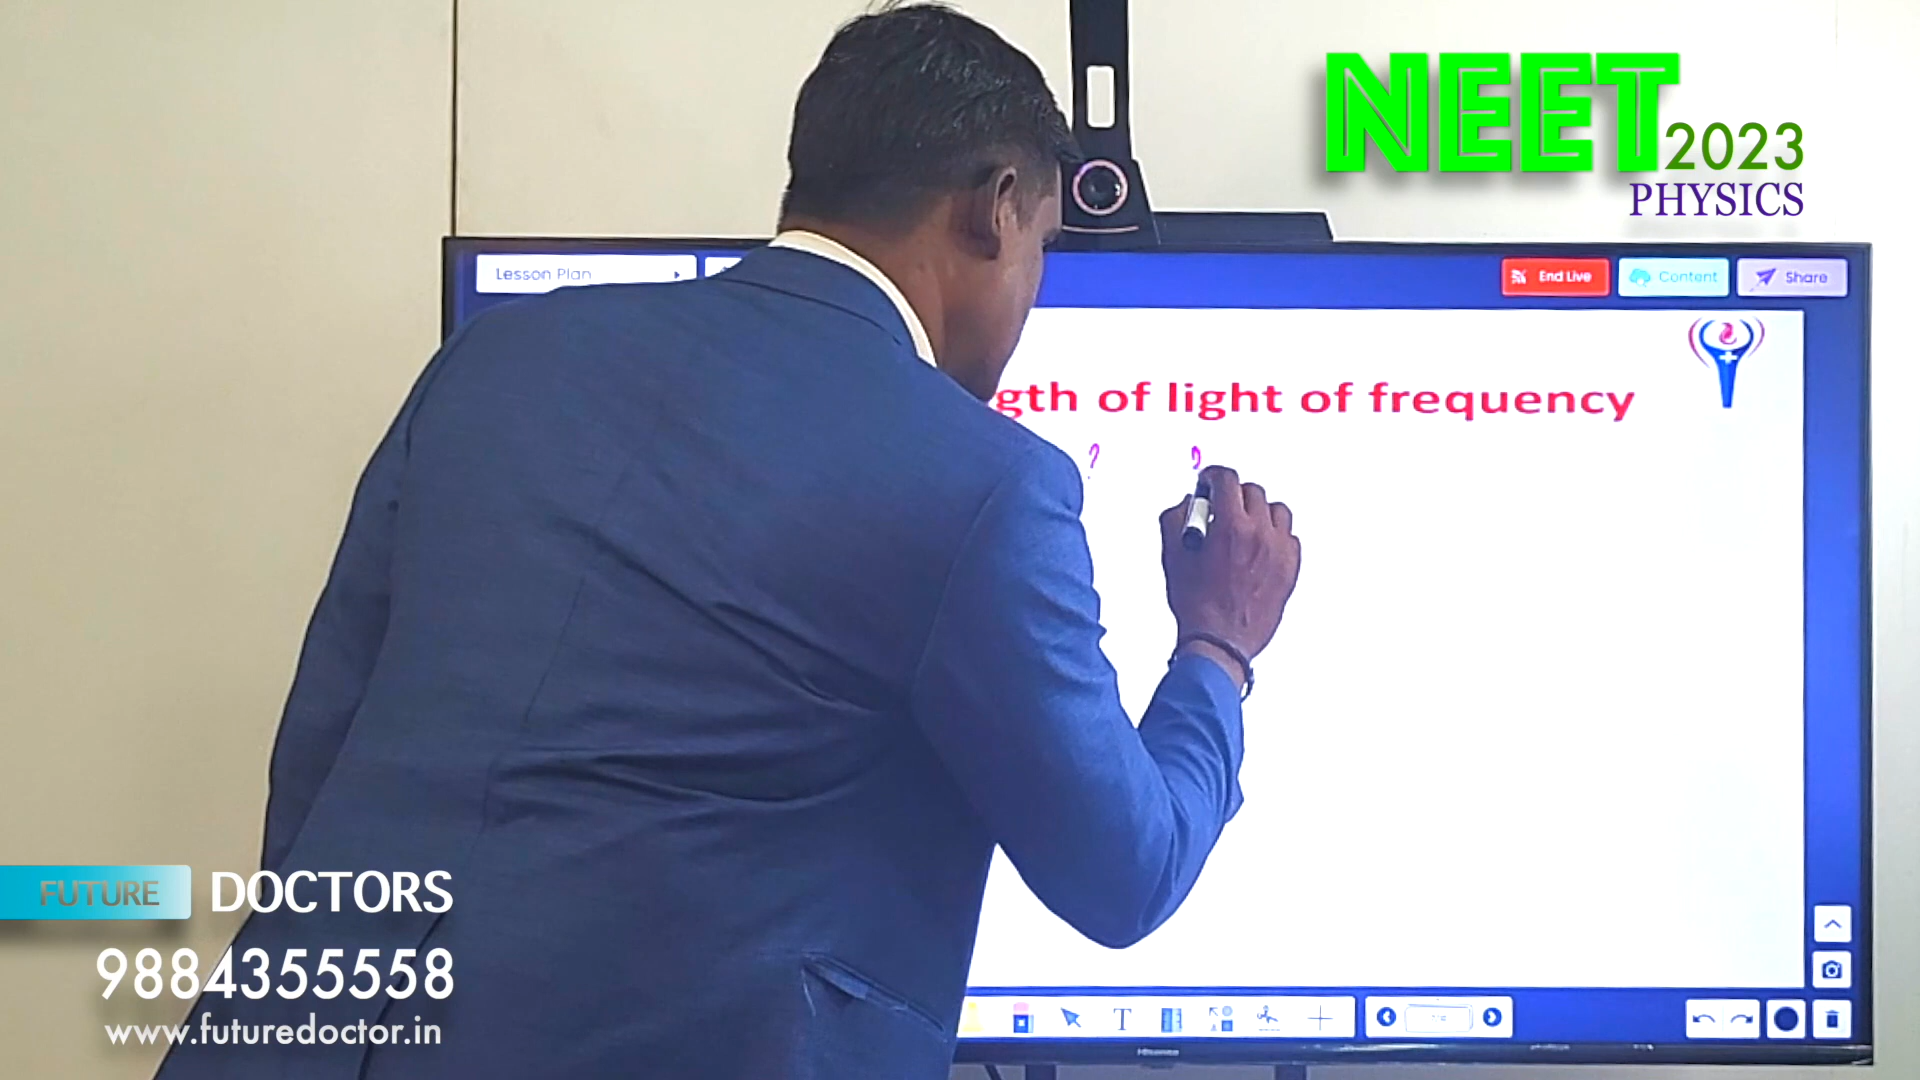 NEET 2023
PHYSICS
Lesson Plan
End Live
Content
Share
gth of light of frequency
? ?
FUTURE DOCTORS
9884355558
www.futuredoctor.in
T
Hisense